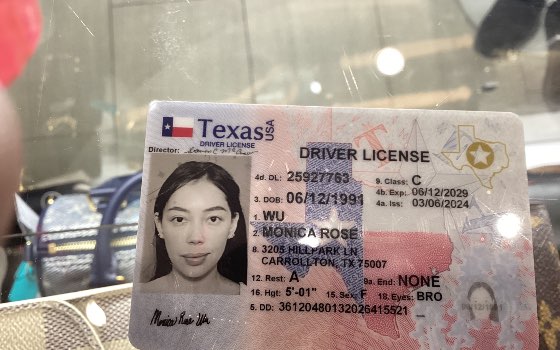 Texas USA
DRIVER LICENSE
Director:
DRIVER LICENSE
4d. DL: 25927763
9. Class: C
3. DOB: 06/12/1991
4b. Exp: 06/12/2029
4a. Iss: 03/06/2024
1. WU
2. MONICA ROSE
8. 3205 HILLPARK LN
CARROLLTON, TX 75007
12. Rest: A
9a. End: NONE
16. Hgt: 5'-01"
15. Sex: F
18. Eyes: BRO
5. DD: 36120480132026415521
Monica Rose Wu